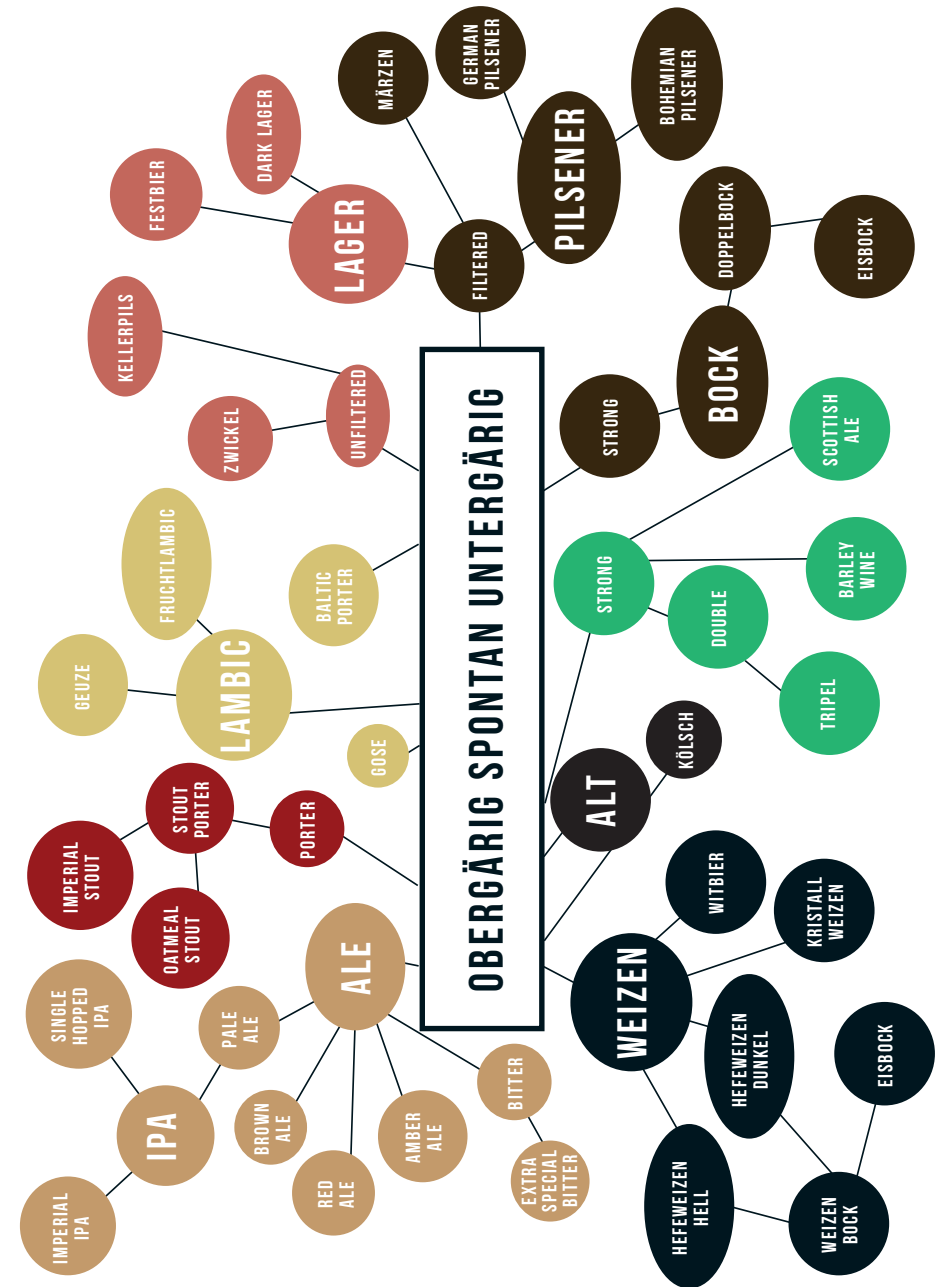 IMPERIAL
IPA
IPA
SINGLE
HOPPED
IPA
PALE
ALE
BROWN
ALE
RED
ALE
AMBER
ALE
BITTER
EXTRA
SPECIAL
BITTER
ALE
IMPERIAL
STOUT
OATMEAL
STOUT
STOUT
PORTER
PORTER
GEUZE
LAMBIC
FRUCHTLAMBIC
GOSE
BALTIC
PORTER
KELLERPILS
ZWICKEL
UNFILTERED
FESTBIER
DARK LAGER
LAGER
MÄRZEN
FILTERED
GERMAN
PILSENER
PILSENER
BOHEMIAN
PILSENER
OBERGÄRIG SPONTAN UNTERGÄRIG
HEFEWEIZEN
HELL
WEIZEN
HEFEWEIZEN
DUNKEL
WEIZEN
BOCK
EISBOCK
WITBIER
KRISTALL
WEIZEN
ALT
KÖLSCH
STRONG
DOUBLE
TRIPEL
BARLEY
WINE
SCOTTISH
ALE
STRONG
BOCK
DOPPELBOCK
EISBOCK